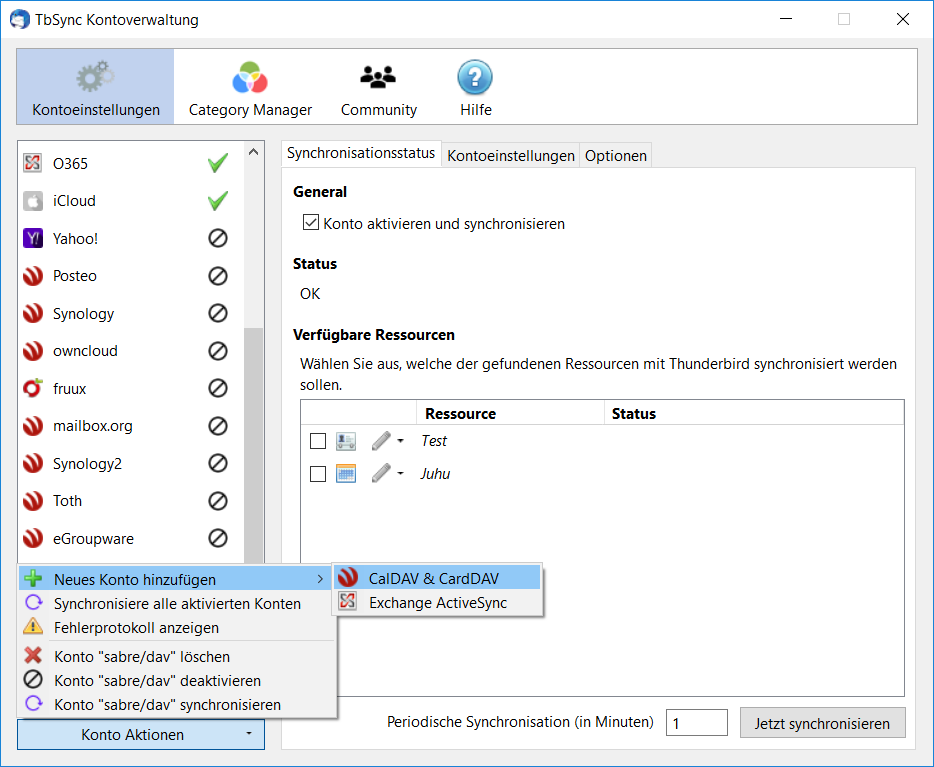 TbSync Kontoverwaltung
Kontoeinstellungen
Category Manager
Community
?
Hilfe
O365
iCloud
Y!
Yahoo!
Posteo
Synology
owncloud
fruux
mailbox.org
Synology2
Toth
eGroupware
Neues Konto hinzufügen
Synchronisiere alle aktivierten Konten
Fehlerprotokoll anzeigen
Konto "sabre/dav" löschen
Konto "sabre/dav" deaktivieren
Konto "sabre/dav" synchronisieren
Konto Aktionen
CalDAV & CardDAV
Exchange ActiveSync
Synchronisationsstatus
Kontoeinstellungen
Optionen
General
Konto aktivieren und synchronisieren
Status
OK
Verfügbare Ressourcen
Wählen Sie aus, welche der gefundenen Ressourcen mit Thunderbird synchronisiert werden
sollen.
Ressource
Status
Test
Juhu
Periodische Synchronisation (in Minuten)
1
Jetzt synchronisieren